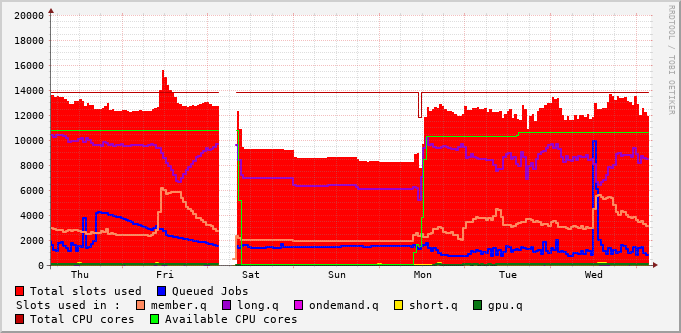 RRDTOOL / TOBI OETIKER
20000
18000
16000
14000
12000
10000
8000
6000
4000
2000
0
Thu Fri Sat Sun Mon Tue Wed
Total slots used Queued Jobs
Slots used in : member.q long.q ondemand.q short.q gpu.q
Total CPU cores Available CPU cores